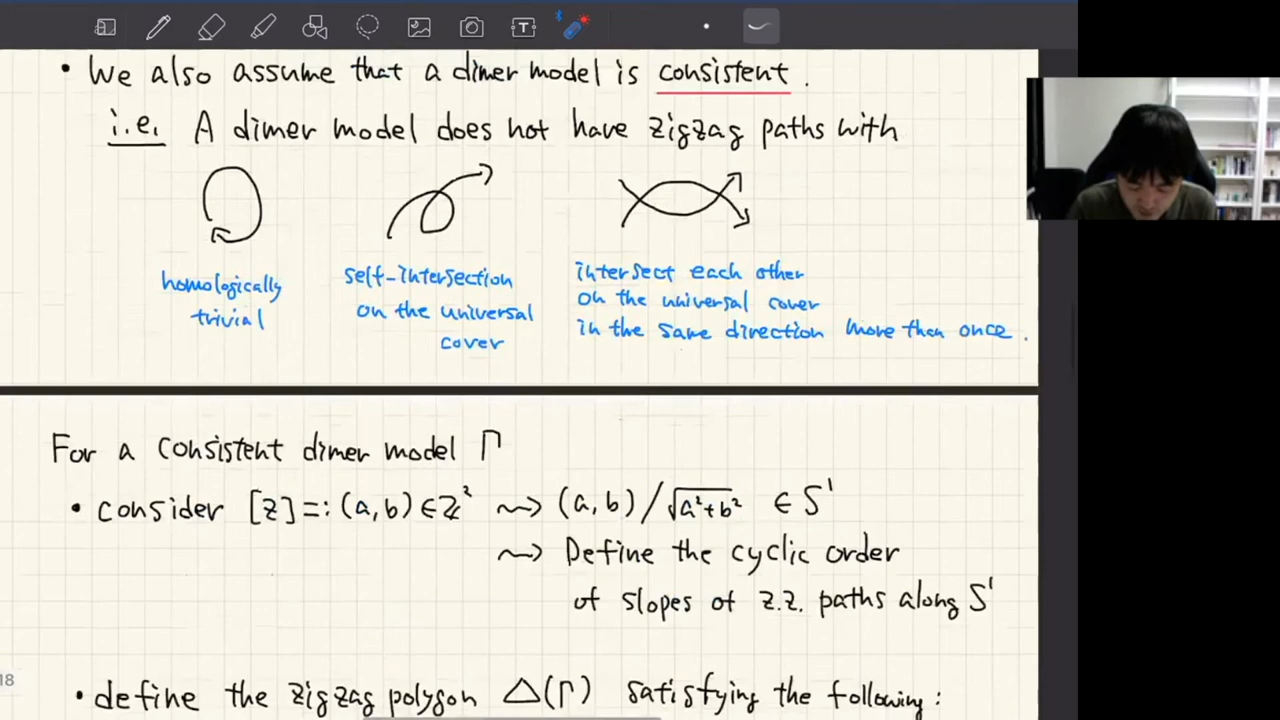 • We also assume that a dimer model is consistent.
i.e. A dimer model does not have zigzag paths with
homologically trivial
self-intersection on the universal cover
intersect each other on the universal cover in the same direction more than once.
For a consistent dimer model Γ
• consider [z]=:(a,b)∈ℤ² ⇝ (a,b)/√a²+b² ∈ S¹
⇝ Define the cyclic order
of slopes of z.z. paths along S¹
18
• define the zigzag polygon △(Γ) satisfying the following: